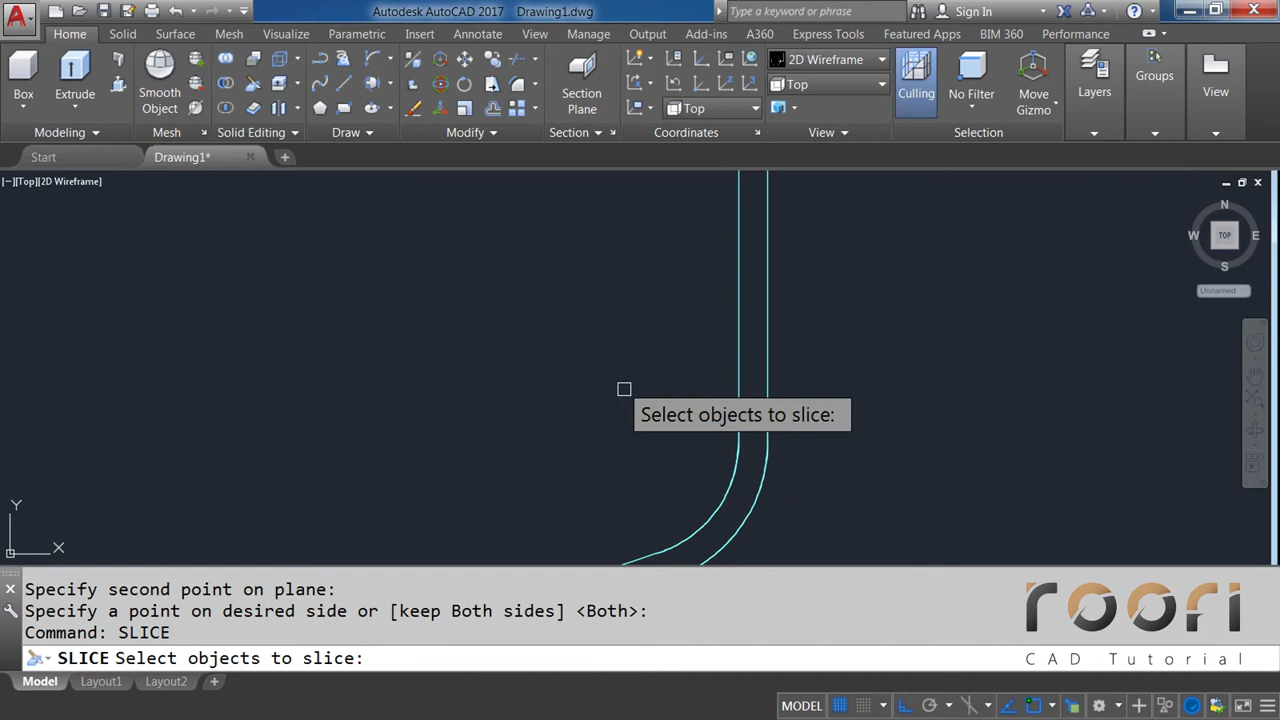 Autodesk AutoCAD 2017 Drawing1.dwg
Type a keyword or phrase
Sign In
Home Solid Surface Mesh Visualize Parametric Insert Annotate View Manage Output Add-ins A360 Express Tools Featured Apps BIM 360 Performance
Box
Extrude
Smooth
Object
Section
Plane
Top
2D Wireframe
Top
Culling
No Filter
Move
Gizmo
Layers
Groups
View
Modeling
Mesh
Solid Editing
Draw
Modify
Section
Coordinates
View
Selection
Start
Drawing1*
[−][Top][2D Wireframe]
N
W
TOP
E
S
Unnamed
Select objects to slice:
Y
X
Specify second point on plane:
Specify a point on desired side or [keep Both sides] <Both>:
Command: SLICE
SLICE Select objects to slice:
roofi
CAD Tutorial
Model Layout1 Layout2
MODEL